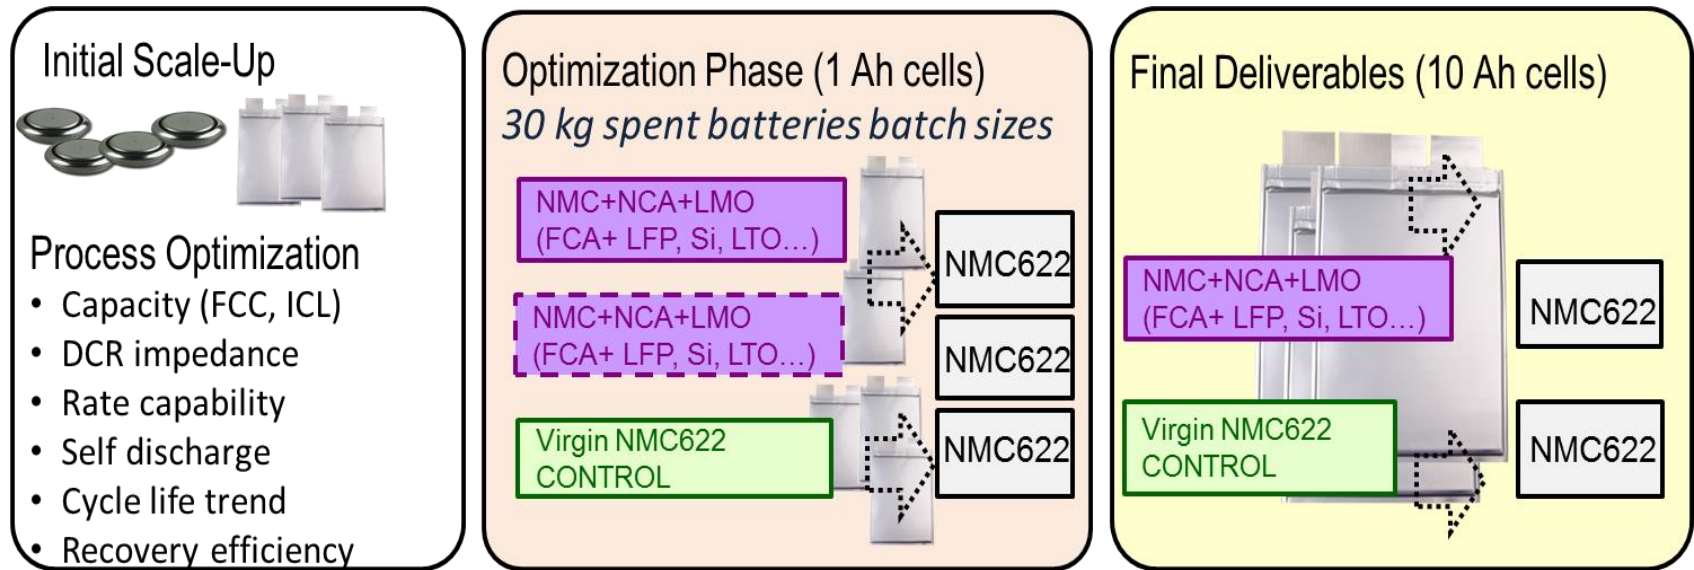 Initial Scale-Up
Process Optimization
• Capacity (FCC, ICL)
• DCR impedance
• Rate capability
• Self discharge
• Cycle life trend
• Recovery efficiency
Optimization Phase (1 Ah cells)
30 kg spent batteries batch sizes
NMC+NCA+LMO
(FCA+ LFP, Si, LTO...)
NMC622
NMC+NCA+LMO
(FCA+ LFP, Si, LTO...)
NMC622
Virgin NMC622
CONTROL
NMC622
Final Deliverables (10 Ah cells)
NMC+NCA+LMO
(FCA+ LFP, Si, LTO...)
NMC622
Virgin NMC622
CONTROL
NMC622